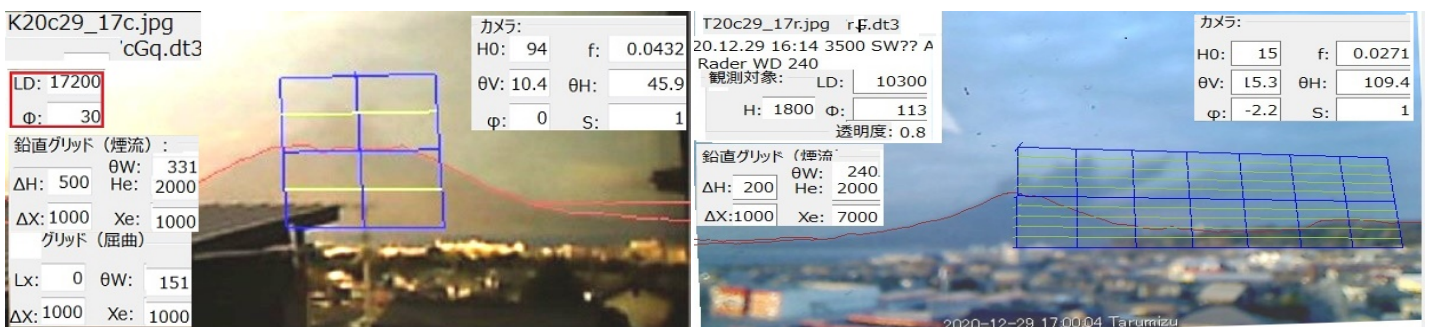 K20c29_17c.jpg
'cGq.dt3
LD: 17200
Φ: 30
鉛直グリッド (煙流) :
θW: 331
ΔH: 500 He: 2000
ΔX: 1000 Xe: 1000
グリッド (屈曲)
Lx: 0 θW: 151
ΔX: 1000 Xe: 1000
カメラ:
H0: 94 f: 0.0432
θV: 10.4 θH: 45.9
φ: 0 S: 1
T20c29_17r.jpg
20.12.29 16:14 3500 SW?? A
Rader WD 240
観測対象: LD: 10300
H: 1800 Φ: 113
透明度: 0.8
鉛直グリッド (煙流
θW: 240
ΔH: 200 He: 2000
ΔX:1000 Xe: 7000
カメラ:
H0: 15 f: 0.0271
θV: 15.3 θH: 109.4
φ: -2.2 S: 1
2020-12-29 17:00:04 Tarumizu